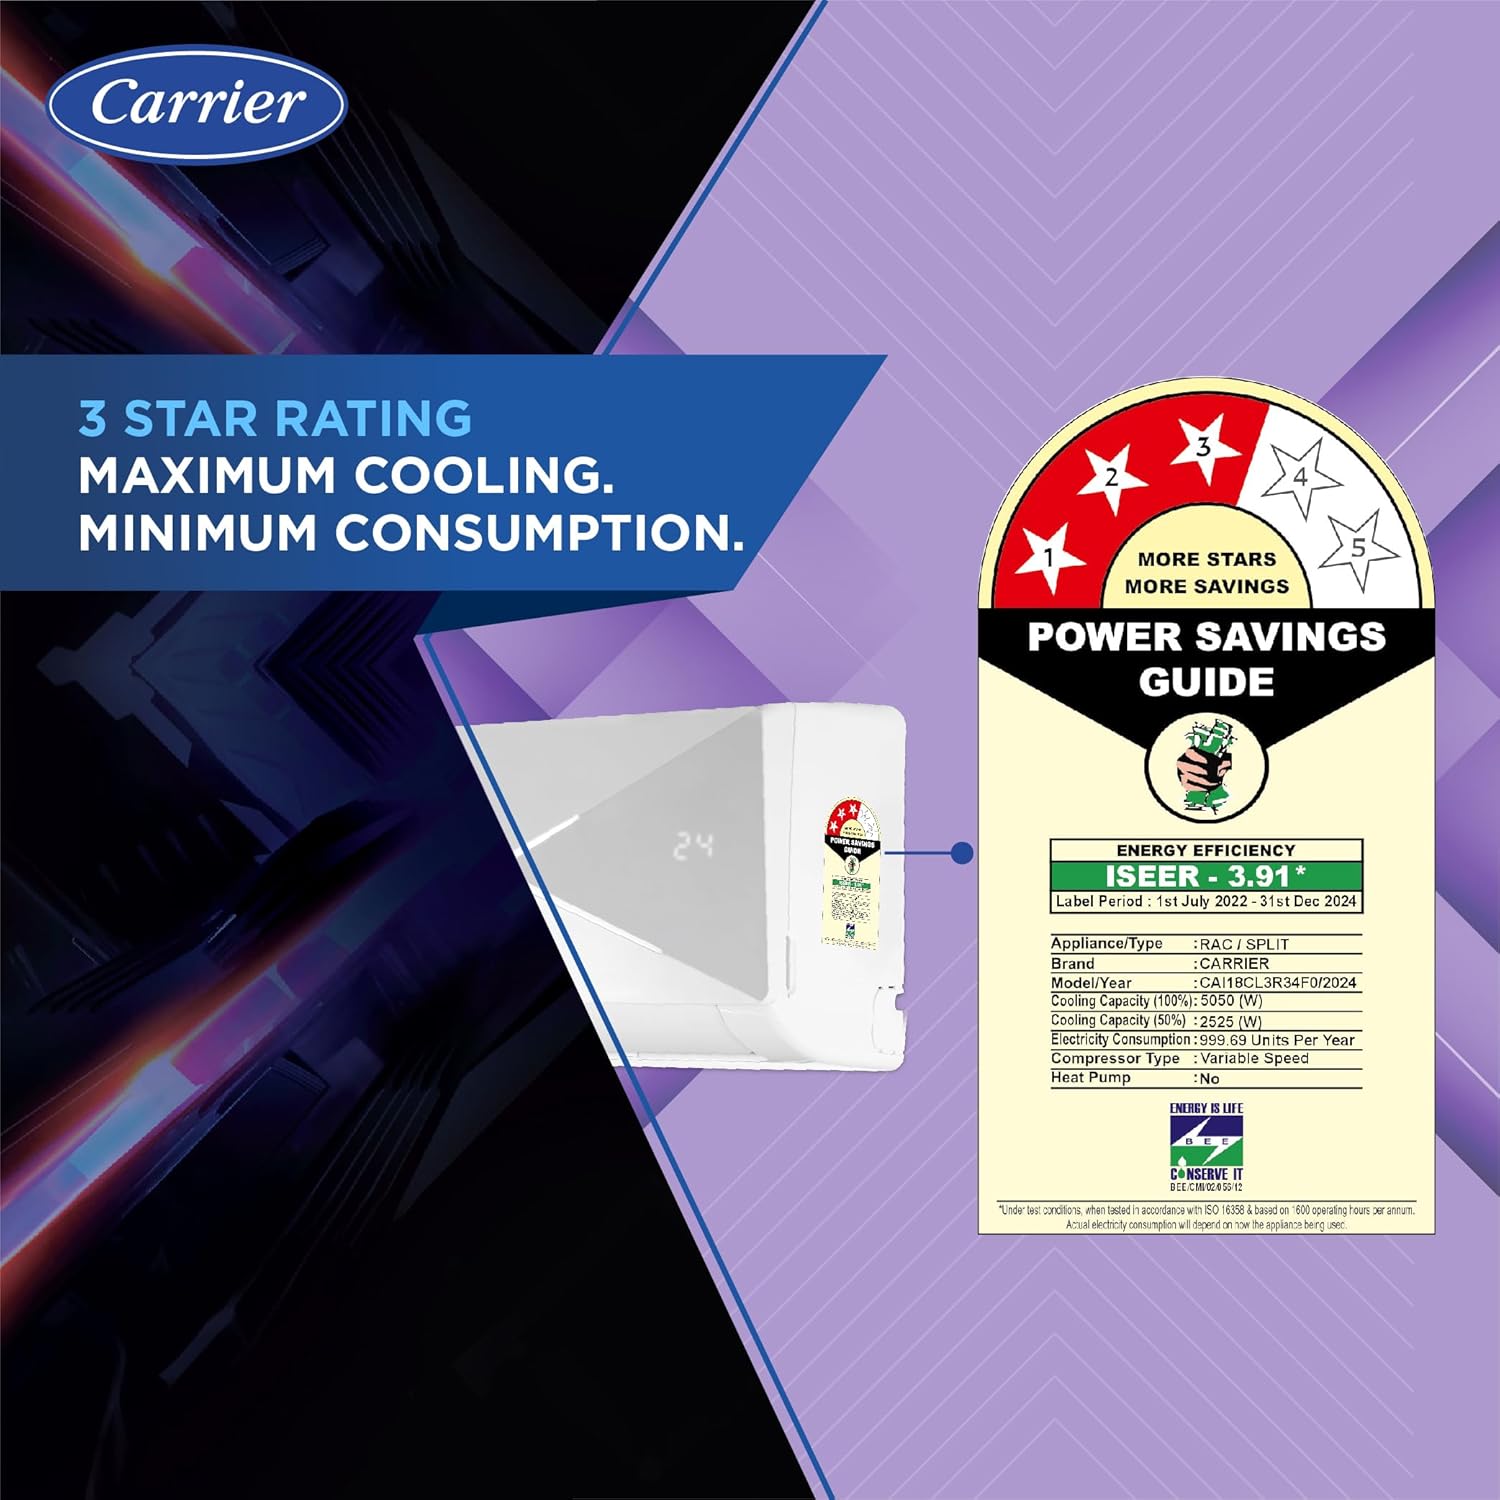 Carrier
3 STAR RATING
MAXIMUM COOLING.
MINIMUM CONSUMPTION.
24
1
2
3
4
5
MORE STARS
MORE SAVINGS
POWER SAVINGS
GUIDE
ENERGY EFFICIENCY
ISEER - 3.91*
Label Period : 1st July 2022 - 31st Dec 2024
Appliance/Type :RAC / SPLIT
Brand :CARRIER
Model/Year :CAI18CL3R34F0/2024
Cooling Capacity (100%): 5050 (W)
Cooling Capacity (50%) :2525 (W)
Electricity Consumption :999.69 Units Per Year
Compressor Type :Variable Speed
Heat Pump :No
ENERGY IS LIFE
BEE
CONSERVE IT
BEE/CMI/02/056/12
*Under test conditions, when tested in accordance with ISO 16358 & based on 1600 operating hours per annum.
Actual electricity consumption will depend on how the appliance being used.
POWER SAVINGS
GUIDE